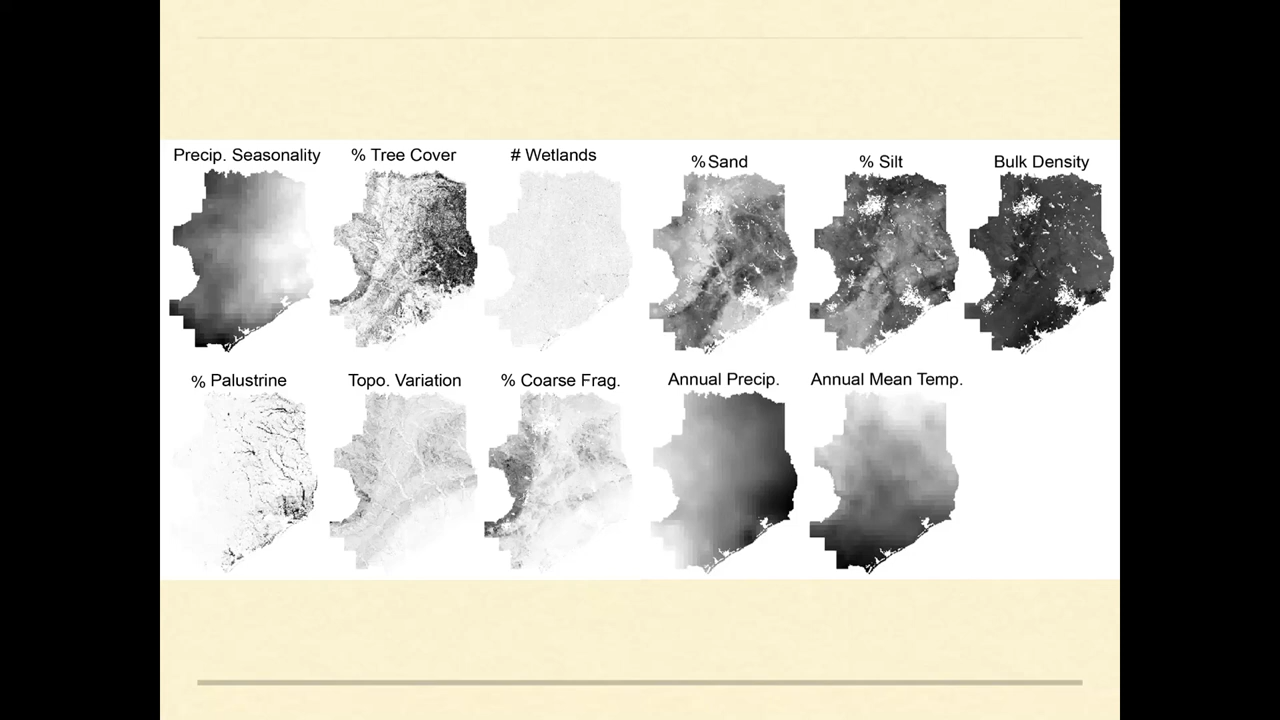 Precip. Seasonality
% Tree Cover
# Wetlands
% Sand
% Silt
Bulk Density
% Palustrine
Topo. Variation
% Coarse Frag.
Annual Precip.
Annual Mean Temp.